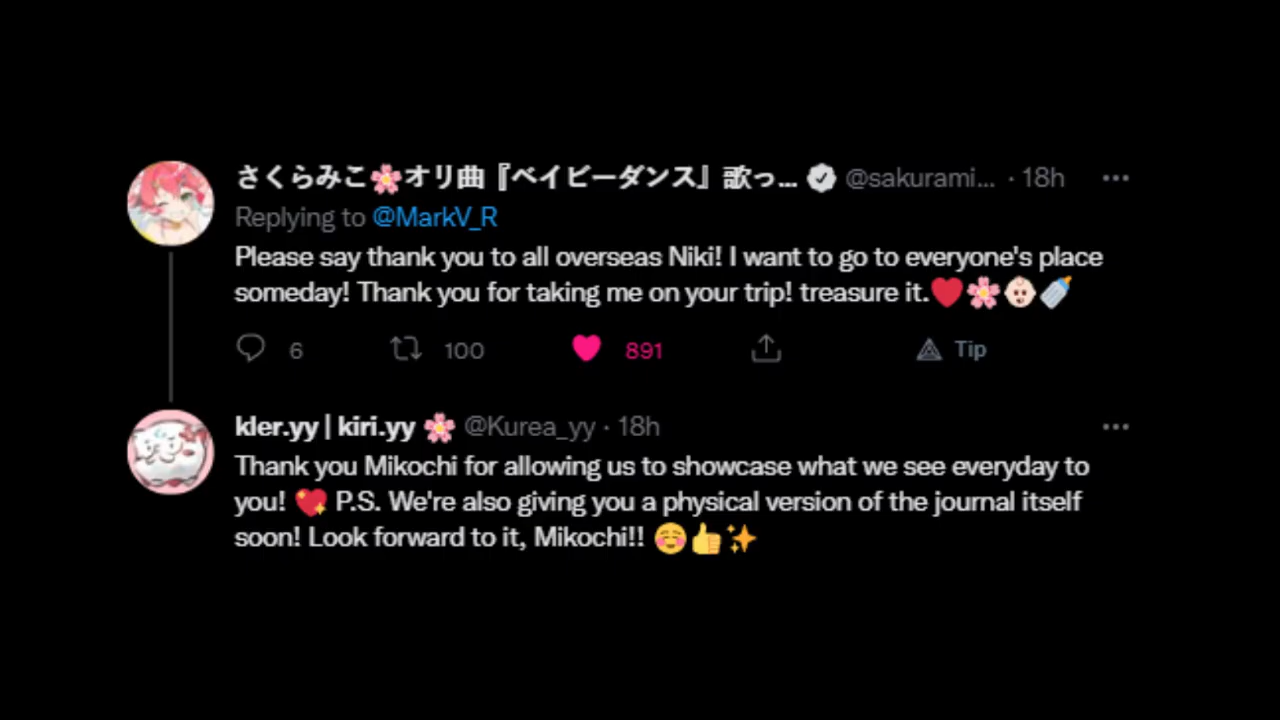 さくらみこ🌸オリ曲『ベイビーダンス』歌っ... @sakurami... · 18h
Replying to @MarkV_R
Please say thank you to all overseas Niki! I want to go to everyone's place
someday! Thank you for taking me on your trip! treasure it.❤️🌸👶🏻🍼
6 100 891 Tip
kler.yy | kiri.yy 🌸 @Kurea_yy · 18h
Thank you Mikochi for allowing us to showcase what we see everyday to
you! 💖 P.S. We're also giving you a physical version of the journal itself
soon! Look forward to it, Mikochi!! ☺️👍✨